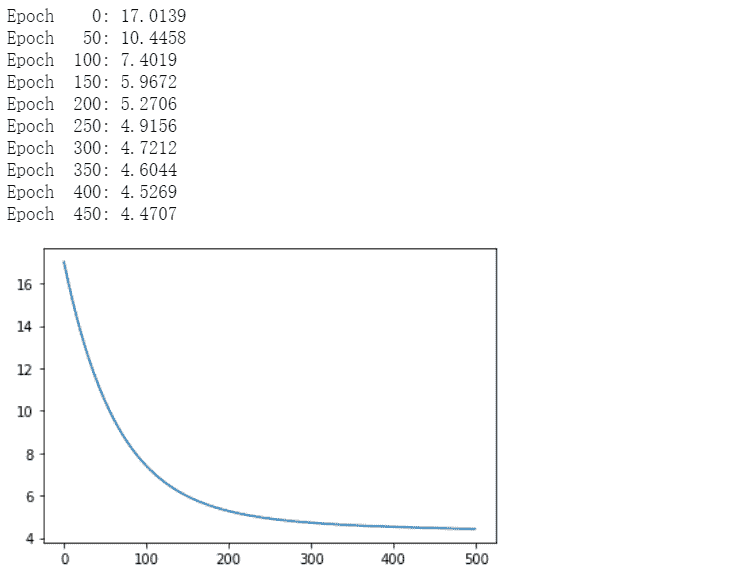 Epoch    0: 17.0139
Epoch   50: 10.4458
Epoch  100: 7.4019
Epoch  150: 5.9672
Epoch  200: 5.2706
Epoch  250: 4.9156
Epoch  300: 4.7212
Epoch  350: 4.6044
Epoch  400: 4.5269
Epoch  450: 4.4707
16
14
12
10
8
6
4
0 100 200 300 400 500